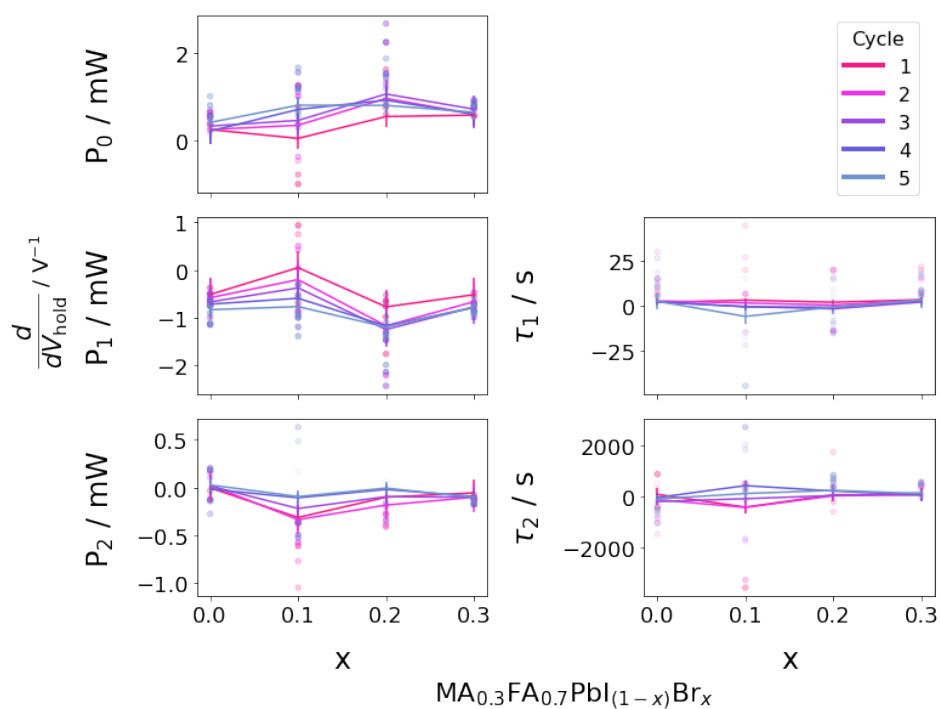 P₀ / mW
2
0
Cycle
1
2
3
4
5
d/dV_hold / V⁻¹
P₁ / mW
1
0
−1
−2
τ₁ / s
25
0
−25
P₂ / mW
0.5
0.0
−0.5
−1.0
τ₂ / s
2000
0
−2000
0.0 0.1 0.2 0.3
0.0 0.1 0.2 0.3
x
x
MA₀.₃FA₀.₇PbI₍₁₋ₓ₎Brₓ